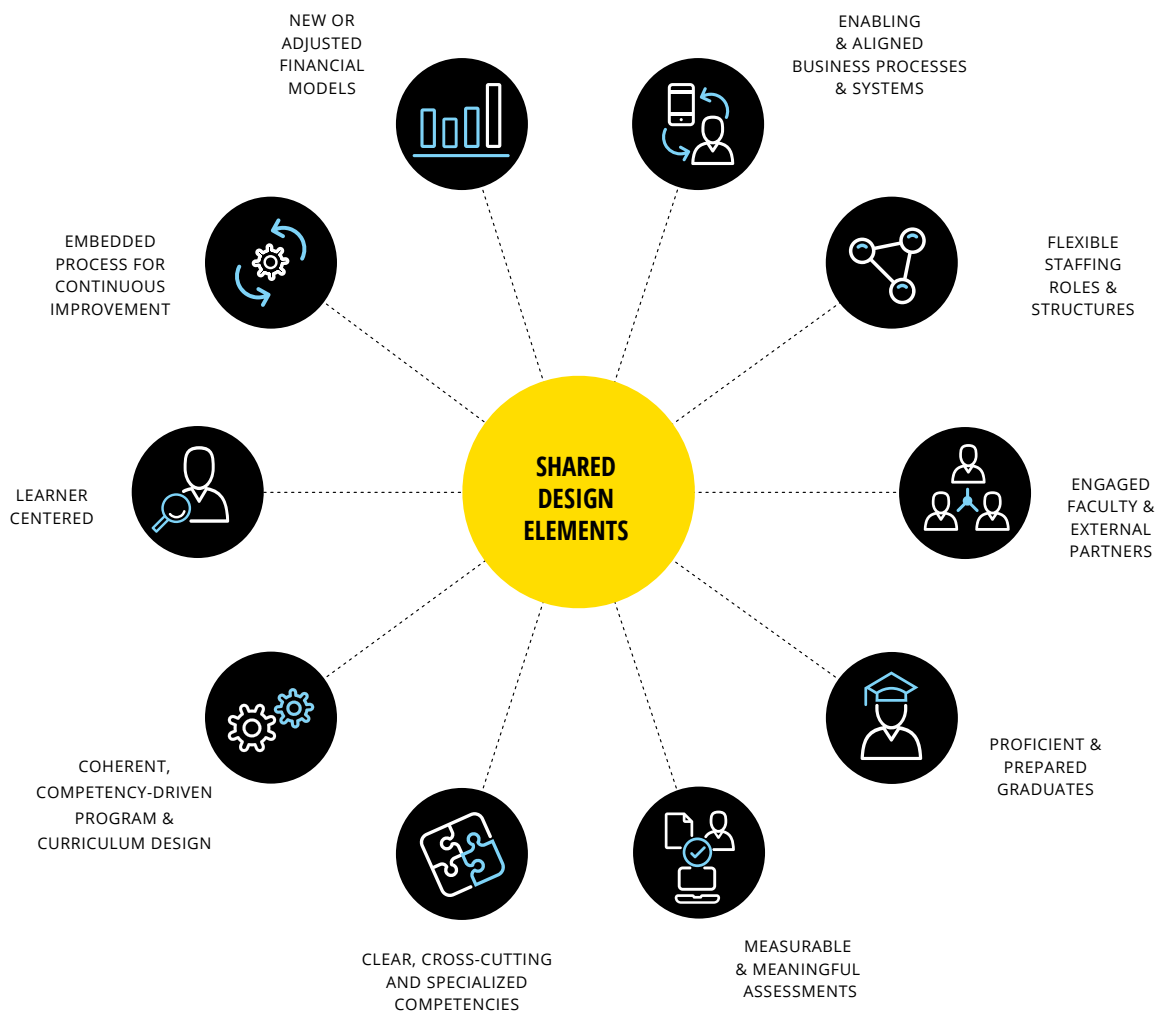 NEW OR
ADJUSTED
FINANCIAL
MODELS
ENABLING
& ALIGNED
BUSINESS PROCESSES
& SYSTEMS
EMBEDDED
PROCESS FOR
CONTINUOUS
IMPROVEMENT
FLEXIBLE
STAFFING
ROLES &
STRUCTURES
LEARNER
CENTERED
SHARED
DESIGN
ELEMENTS
ENGAGED
FACULTY &
EXTERNAL
PARTNERS
COHERENT,
COMPETENCY-DRIVEN
PROGRAM &
CURRICULUM DESIGN
PROFICIENT &
PREPARED
GRADUATES
CLEAR, CROSS-CUTTING
AND SPECIALIZED
COMPETENCIES
MEASURABLE
& MEANINGFUL
ASSESSMENTS